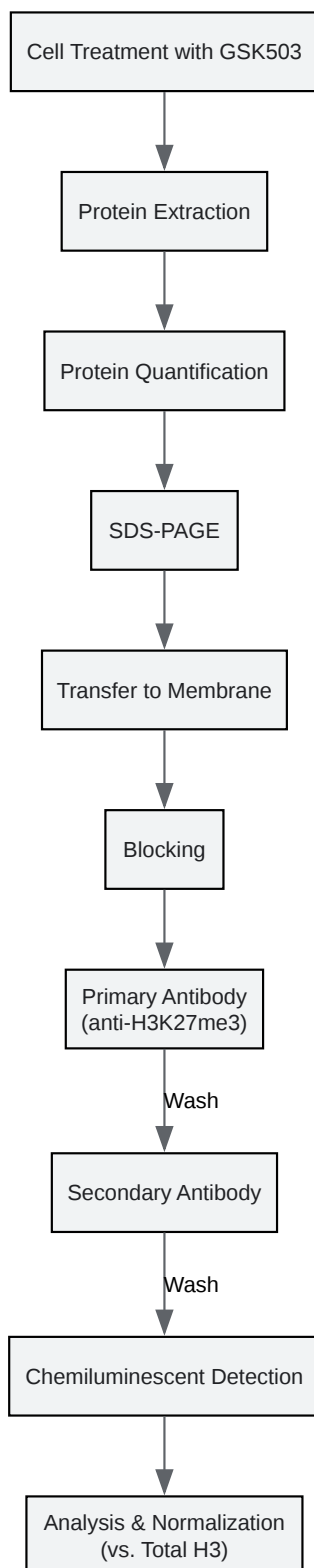 Cell Treatment with GSK503
Protein Extraction
Protein Quantification
SDS-PAGE
Transfer to Membrane
Blocking
Primary Antibody
(anti-H3K27me3)
Wash
Secondary Antibody
Wash
Chemiluminescent Detection
Analysis & Normalization
(vs. Total H3)